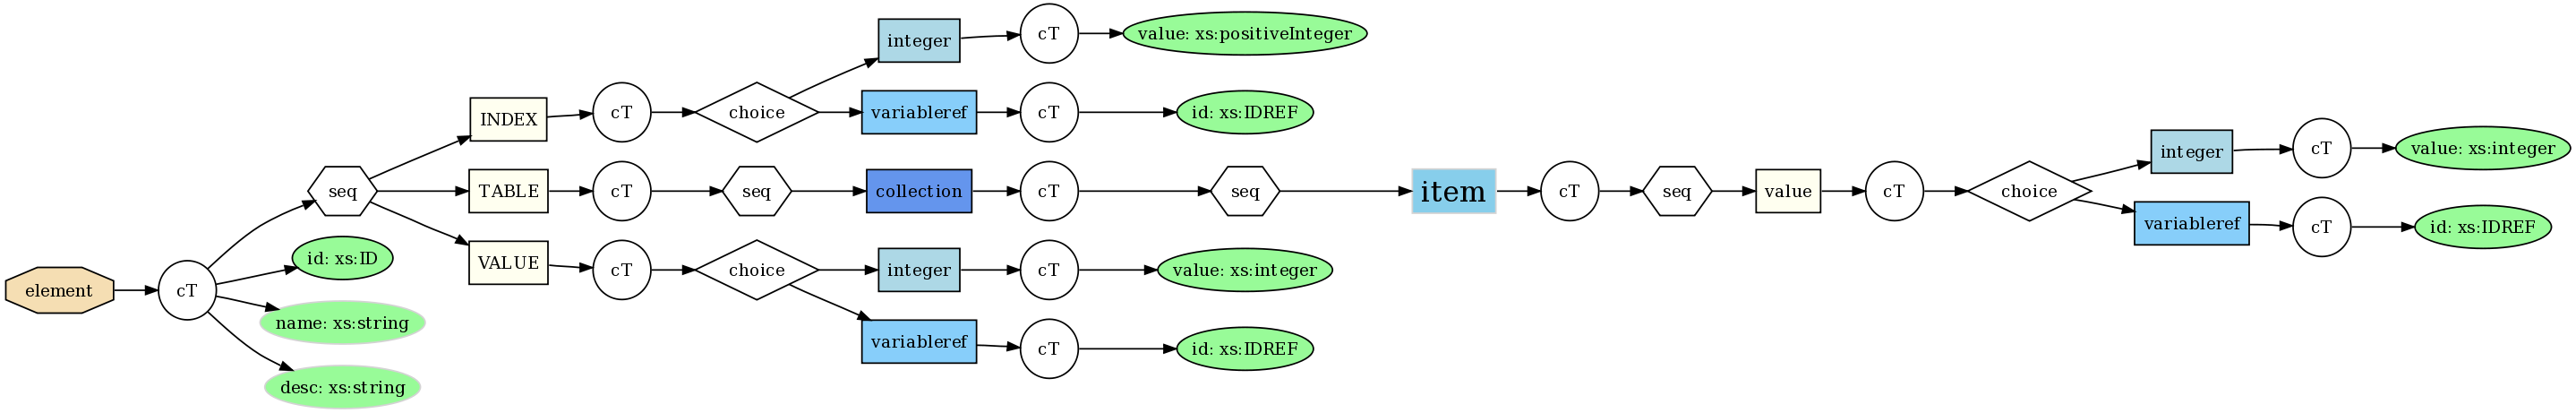 element
cT
seq
id: xs:ID
name: xs:string
desc: xs:string
INDEX
cT
choice
integer
cT
value: xs:positiveInteger
variableref
cT
id: xs:IDREF
TABLE
cT
seq
collection
cT
seq
item
cT
seq
value
cT
choice
integer
cT
value: xs:integer
variableref
cT
id: xs:IDREF
VALUE
cT
choice
integer
cT
value: xs:integer
variableref
cT
id: xs:IDREF